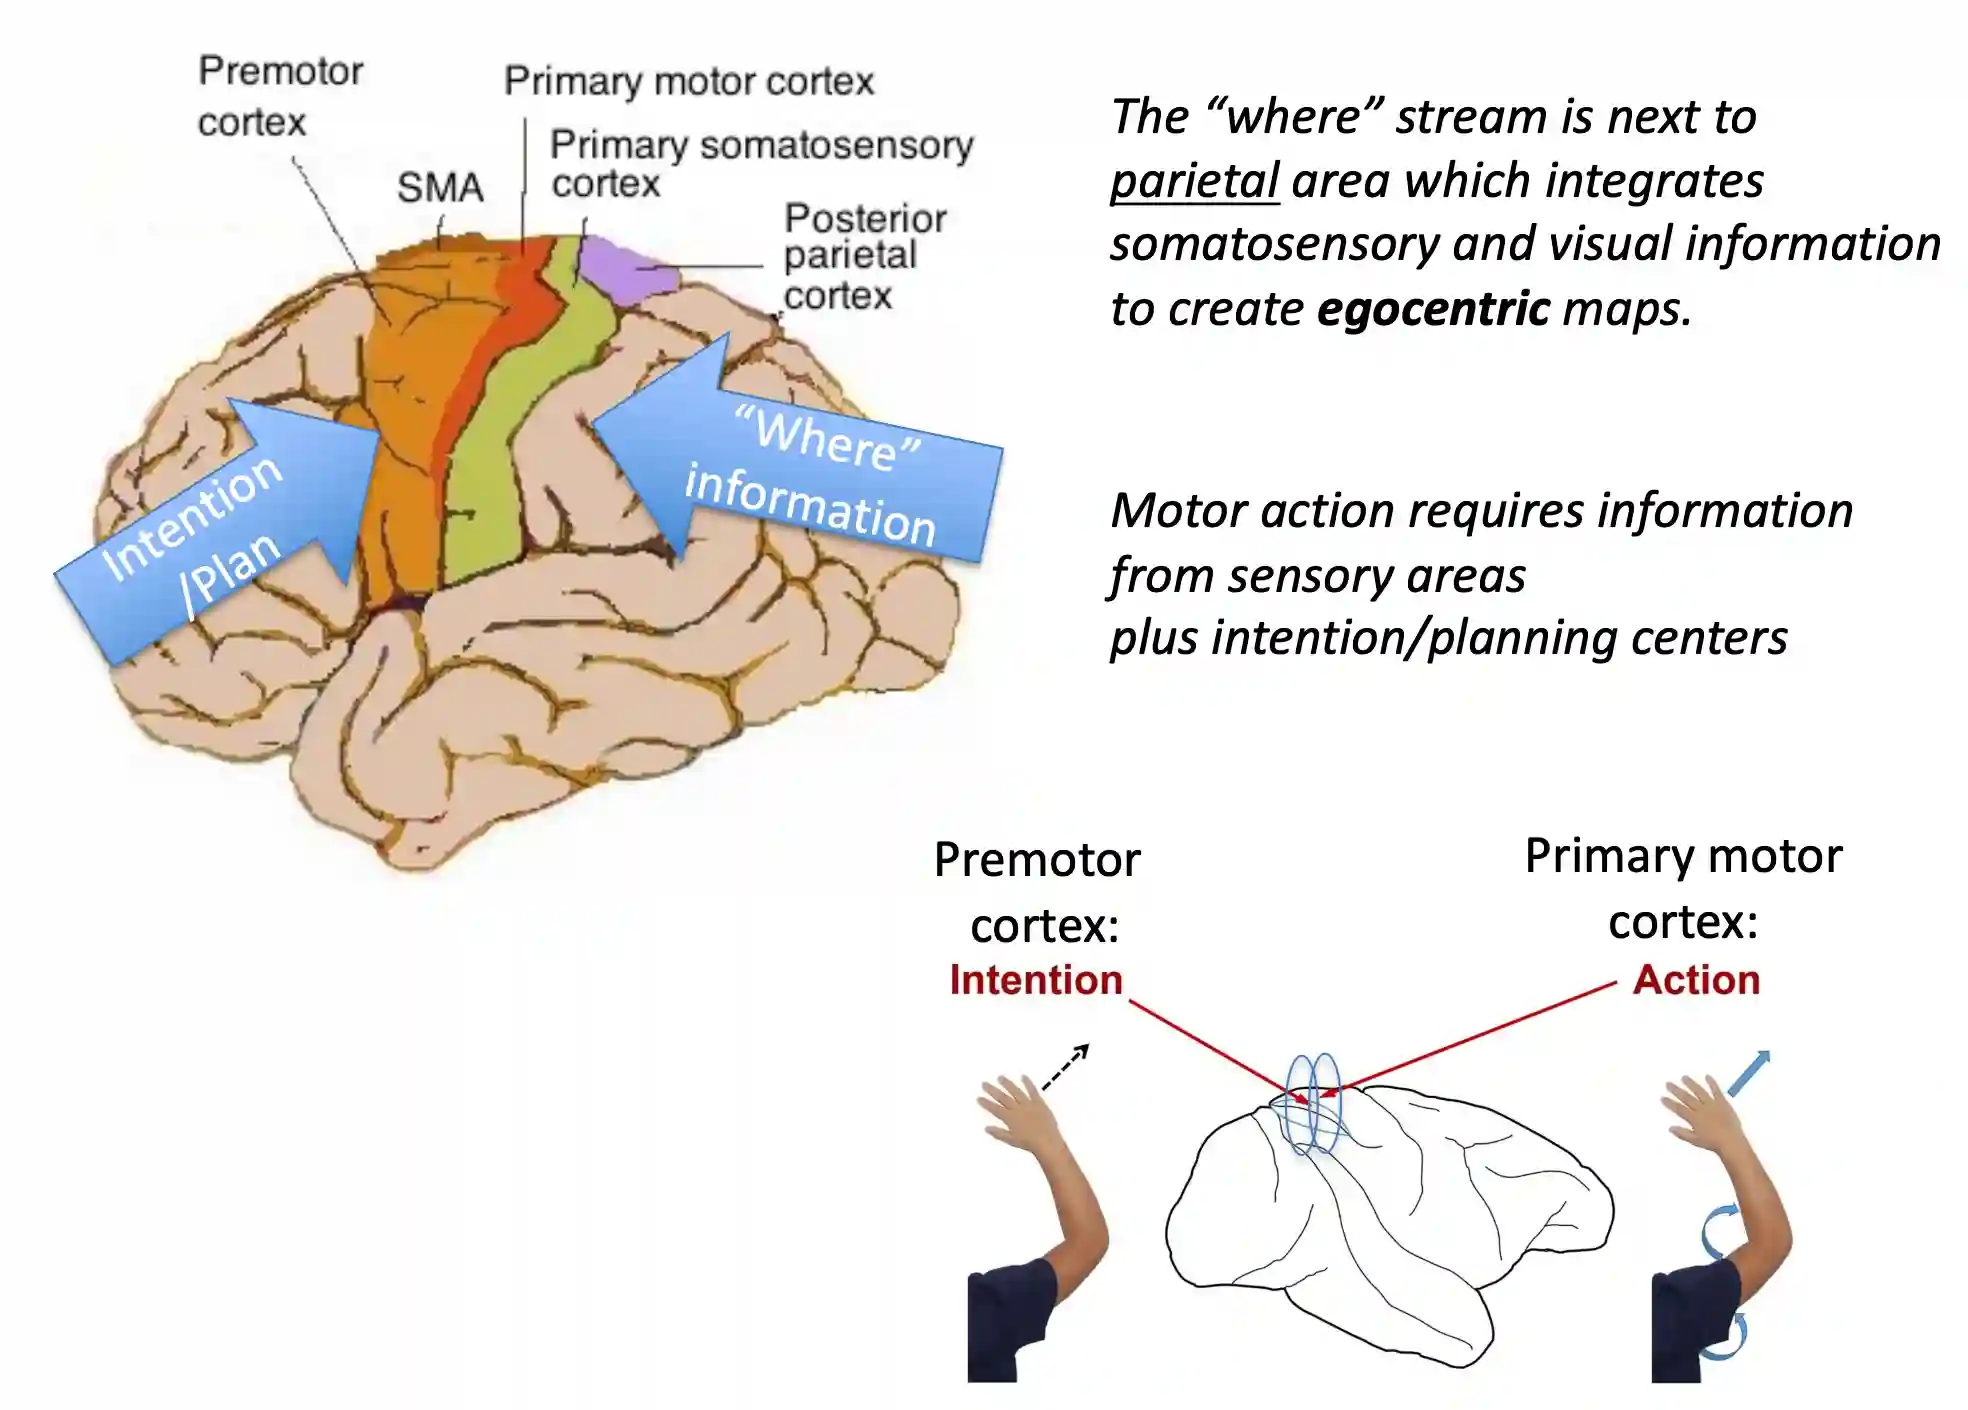 Premotor
cortex
Primary motor cortex
Primary somatosensory
cortex
SMA
Posterior
parietal
cortex
Intention
/Plan
“Where”
information
The “where” stream is next to
parietal area which integrates
somatosensory and visual information
to create egocentric maps.
Motor action requires information
from sensory areas
plus intention/planning centers
Premotor
cortex:
Intention
Primary motor
cortex:
Action